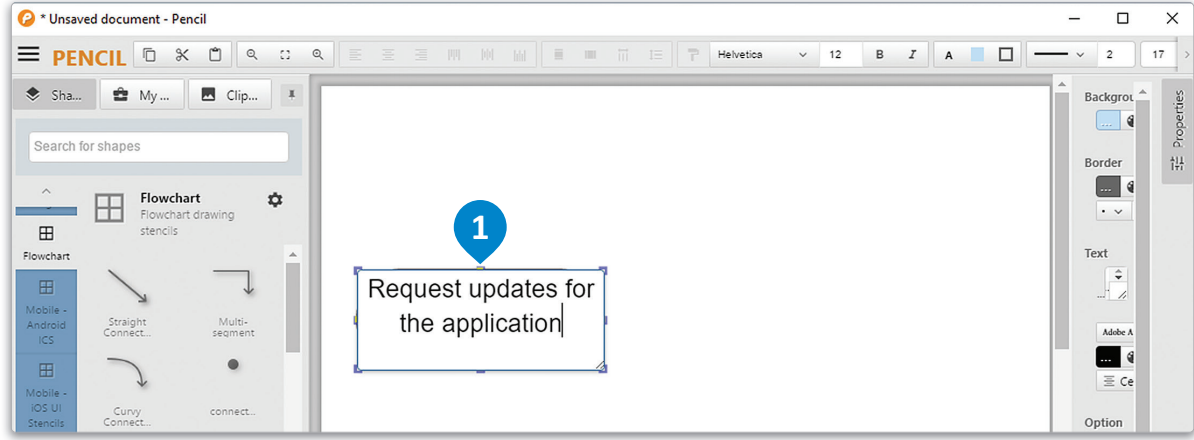 * Unsaved document - Pencil
PENCIL
Helvetica
12
B
I
A
2
17
Sha...
My ...
Clip...
Search for shapes
Flowchart
Flowchart drawing
stencils
Flowchart
Mobile -
Android
ICS
Mobile -
iOS UI
Stencils
Straight
Connect...
Multi-
segment
Curvy
Connect...
connect...
1
Request updates for
the application
Backgrou
...
Border
...
Text
...
Adobe A
...
Ce
Option
Properties